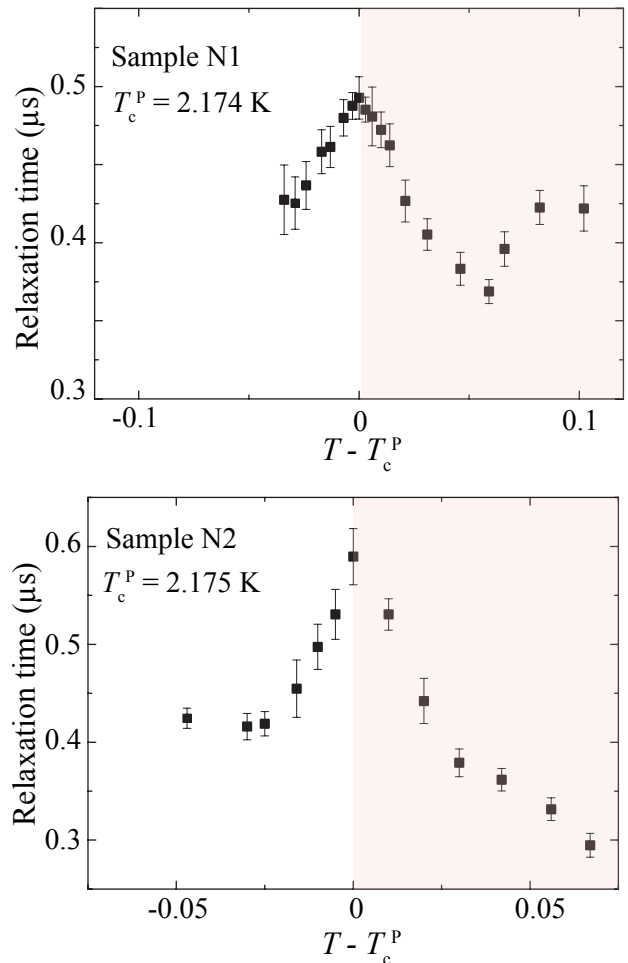 Sample N1
T_c^P = 2.174 K
0.5
0.4
0.3
Relaxation time (μs)
-0.1
0
0.1
T - T_c^P
Sample N2
T_c^P = 2.175 K
0.6
0.5
0.4
0.3
Relaxation time (μs)
-0.05
0
0.05
T - T_c^P